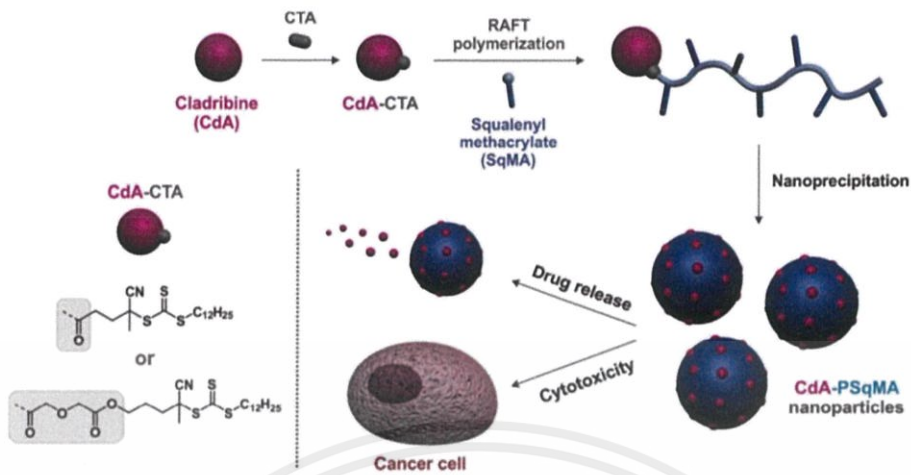 CTA
RAFT
polymerization
Cladribine
(CdA)
CdA-CTA
Squalenyl
methacrylate
(SqMA)
Nanoprecipitation
CdA-CTA
CN
S
O
S
S
C12H25
or
CN
S
O
O
O
O
S
S
C12H25
Drug release
Cytotoxicity
CdA-PSqMA
nanoparticles
Cancer cell